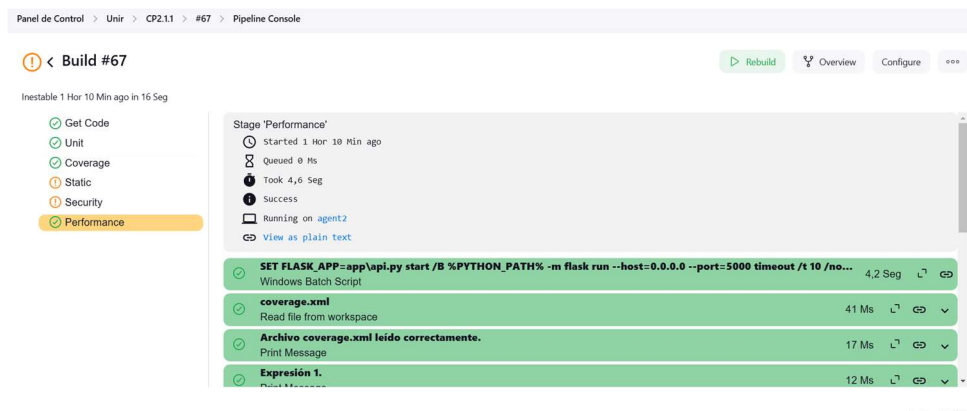 Panel de Control > Unir > CP2.1.1 > #67 > Pipeline Console
Build #67
Rebuild
Overview
Configure
Inestable 1 Hor 10 Min ago in 16 Seg
Get Code
Unit
Coverage
Static
Security
Performance
Stage 'Performance'
Started 1 Hor 10 Min ago
Queued 0 Ms
Took 4,6 Seg
Success
Running on agent2
View as plain text
SET FLASK_APP=app\api.py start /B %PYTHON_PATH% -m flask run --host=0.0.0.0 --port=5000 timeout /t 10 /no...
4,2 Seg
Windows Batch Script
coverage.xml
41 Ms
Read file from workspace
Archivo coverage.xml leído correctamente.
17 Ms
Print Message
Expresión 1.
12 Ms
Print Message